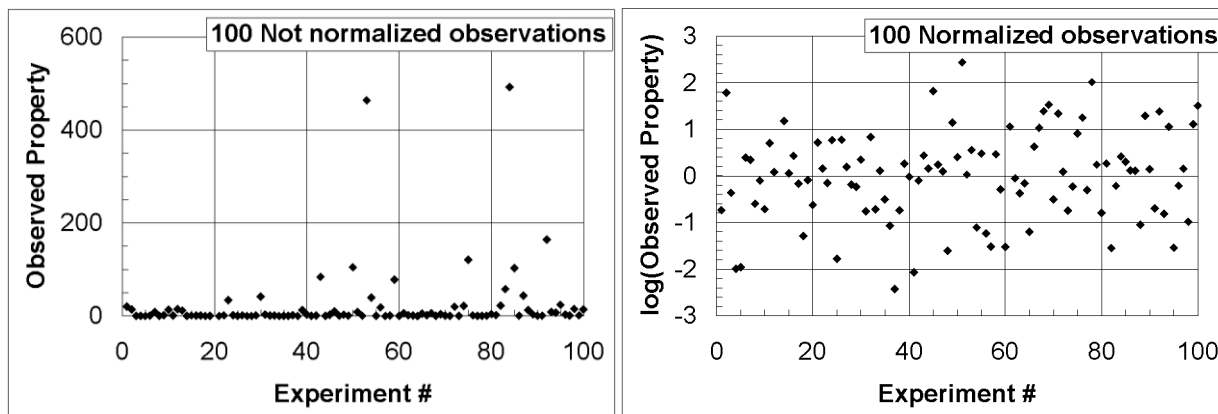 100 Not normalized observations
Observed Property
600
400
200
0
0 20 40 60 80 100
Experiment #
100 Normalized observations
log(Observed Property)
3
2
1
0
-1
-2
-3
0 20 40 60 80 100
Experiment #